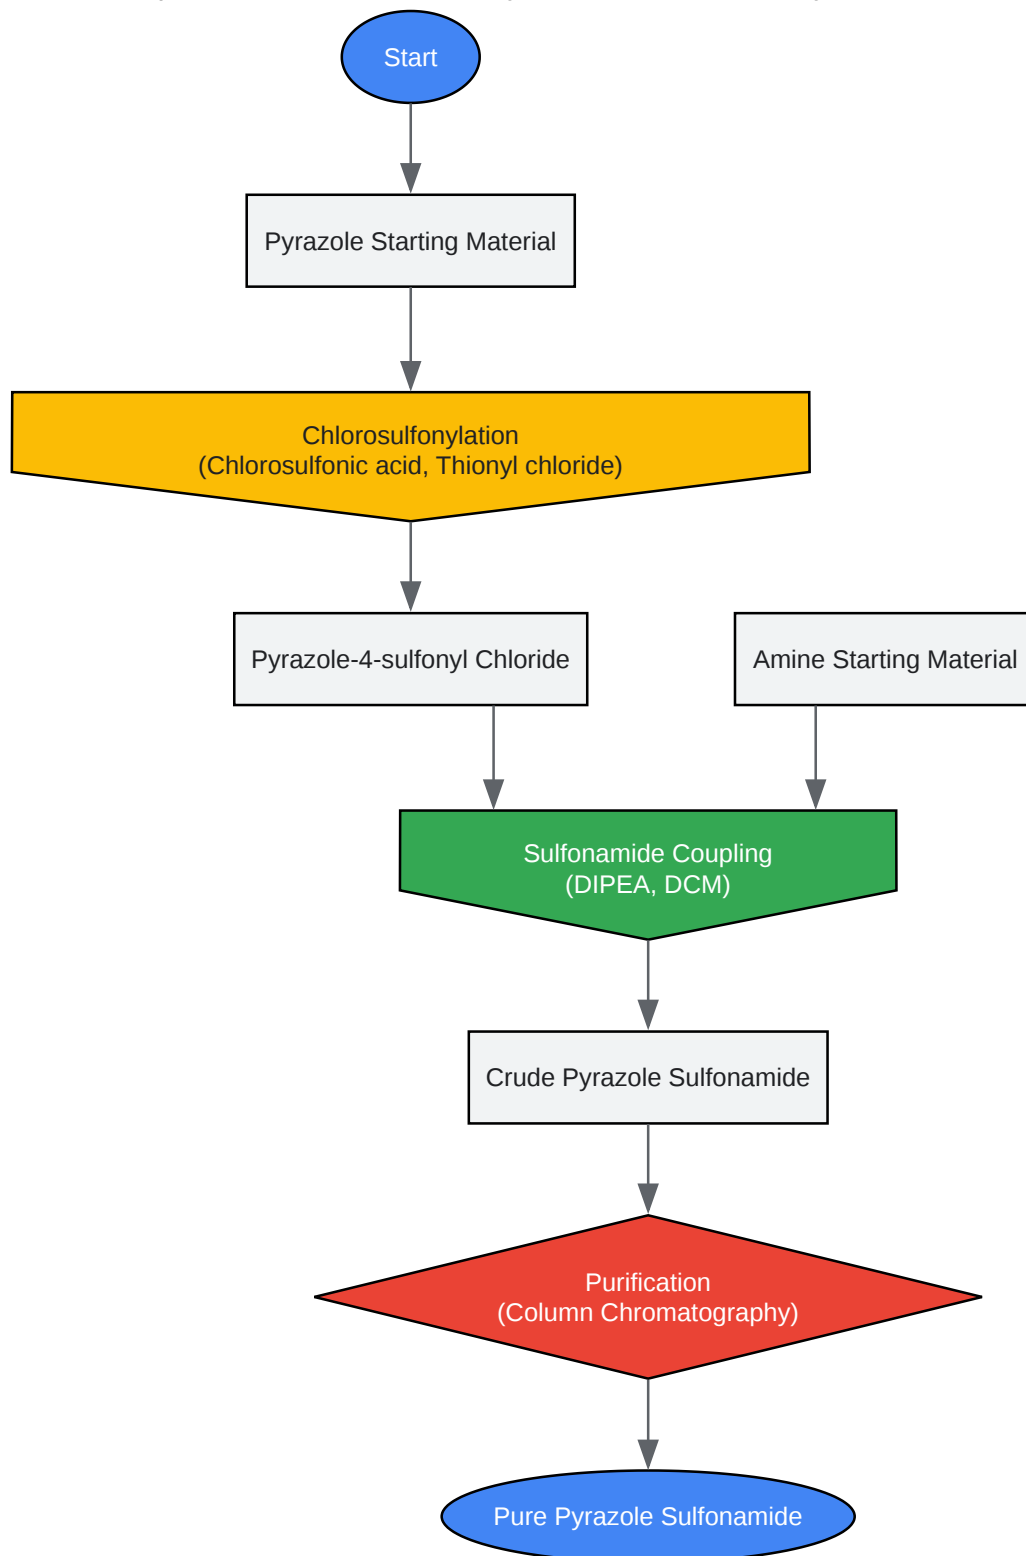 Start
Pyrazole Starting Material
Chlorosulfonylation
(Chlorosulfonic acid, Thionyl chloride)
Pyrazole-4-sulfonyl Chloride
Amine Starting Material
Sulfonamide Coupling
(DIPEA, DCM)
Crude Pyrazole Sulfonamide
Purification
(Column Chromatography)
Pure Pyrazole Sulfonamide